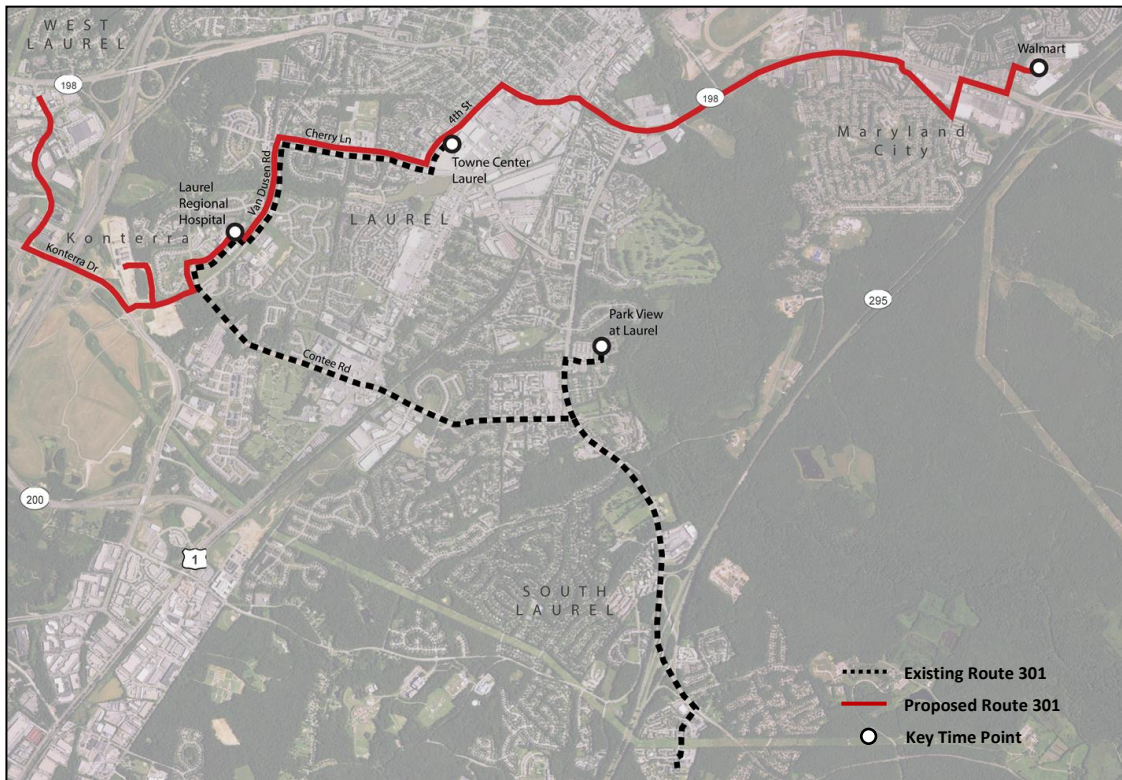 WEST
LAUREL
198
Walmart
198
4th St
Cherry Ln
Maryland
City
Towne Center
Laurel
Van Dusen Rd
Laurel
Regional
Hospital
LAUREL
Konterra
Konterra Dr
295
Park View
at Laurel
Contee Rd
200
1
SOUTH
LAUREL
Existing Route 301
Proposed Route 301
Key Time Point